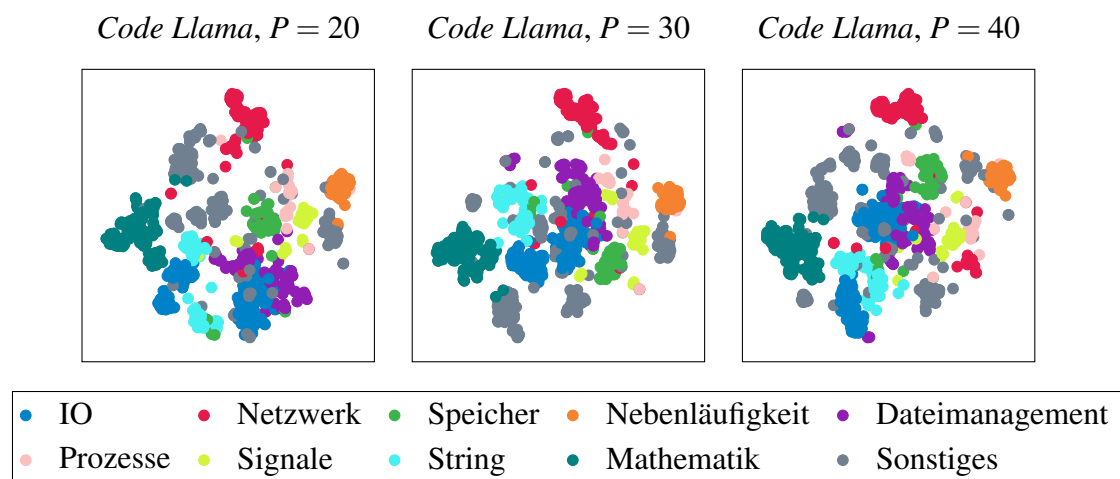 Code Llama, P = 20 Code Llama, P = 30 Code Llama, P = 40
IO Netzwerk Speicher Nebenläufigkeit Dateimanagement
Prozesse Signale String Mathematik Sonstiges